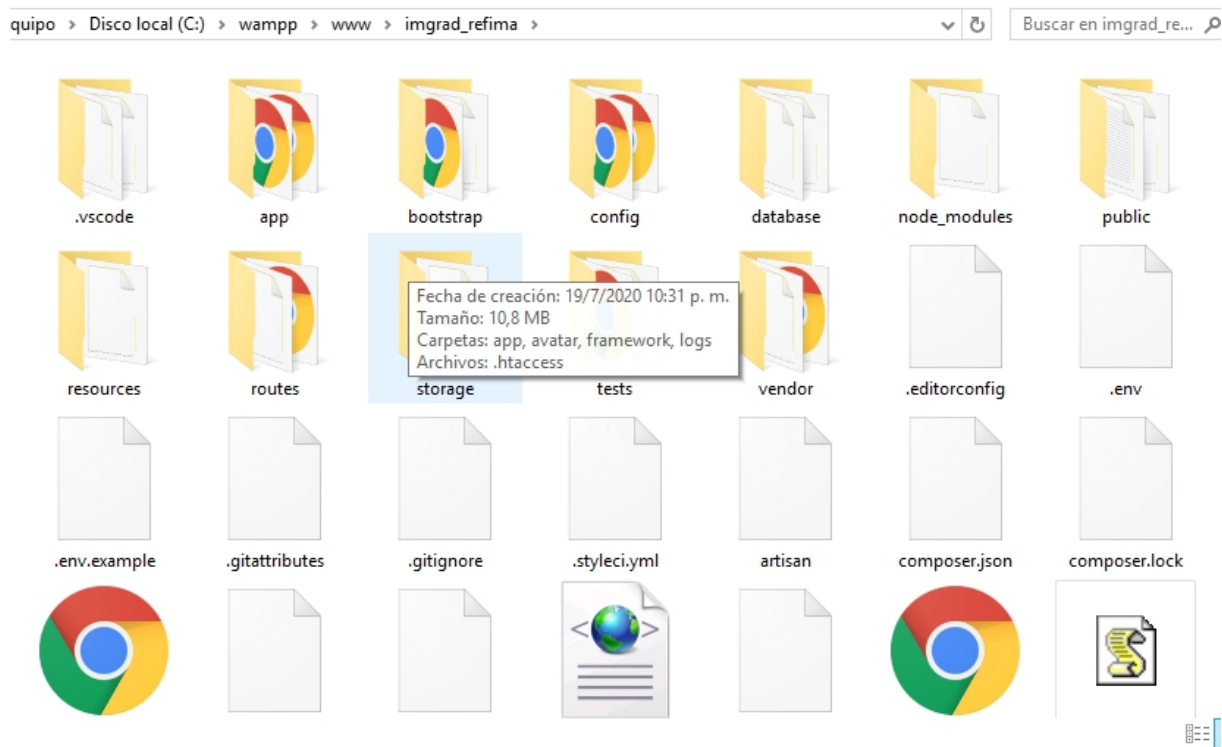 quipo > Disco local (C:) > wampp > www > imgrad_refima >
Buscar en imgrad_re...
.vscode
app
bootstrap
config
database
node_modules
public
resources
routes
storage
tests
vendor
.editorconfig
.env
Fecha de creación: 19/7/2020 10:31 p. m.
Tamaño: 10,8 MB
Carpetas: app, avatar, framework, logs
Archivos: .htaccess
.env.example
.gitattributes
.gitignore
.styleci.yml
artisan
composer.json
composer.lock